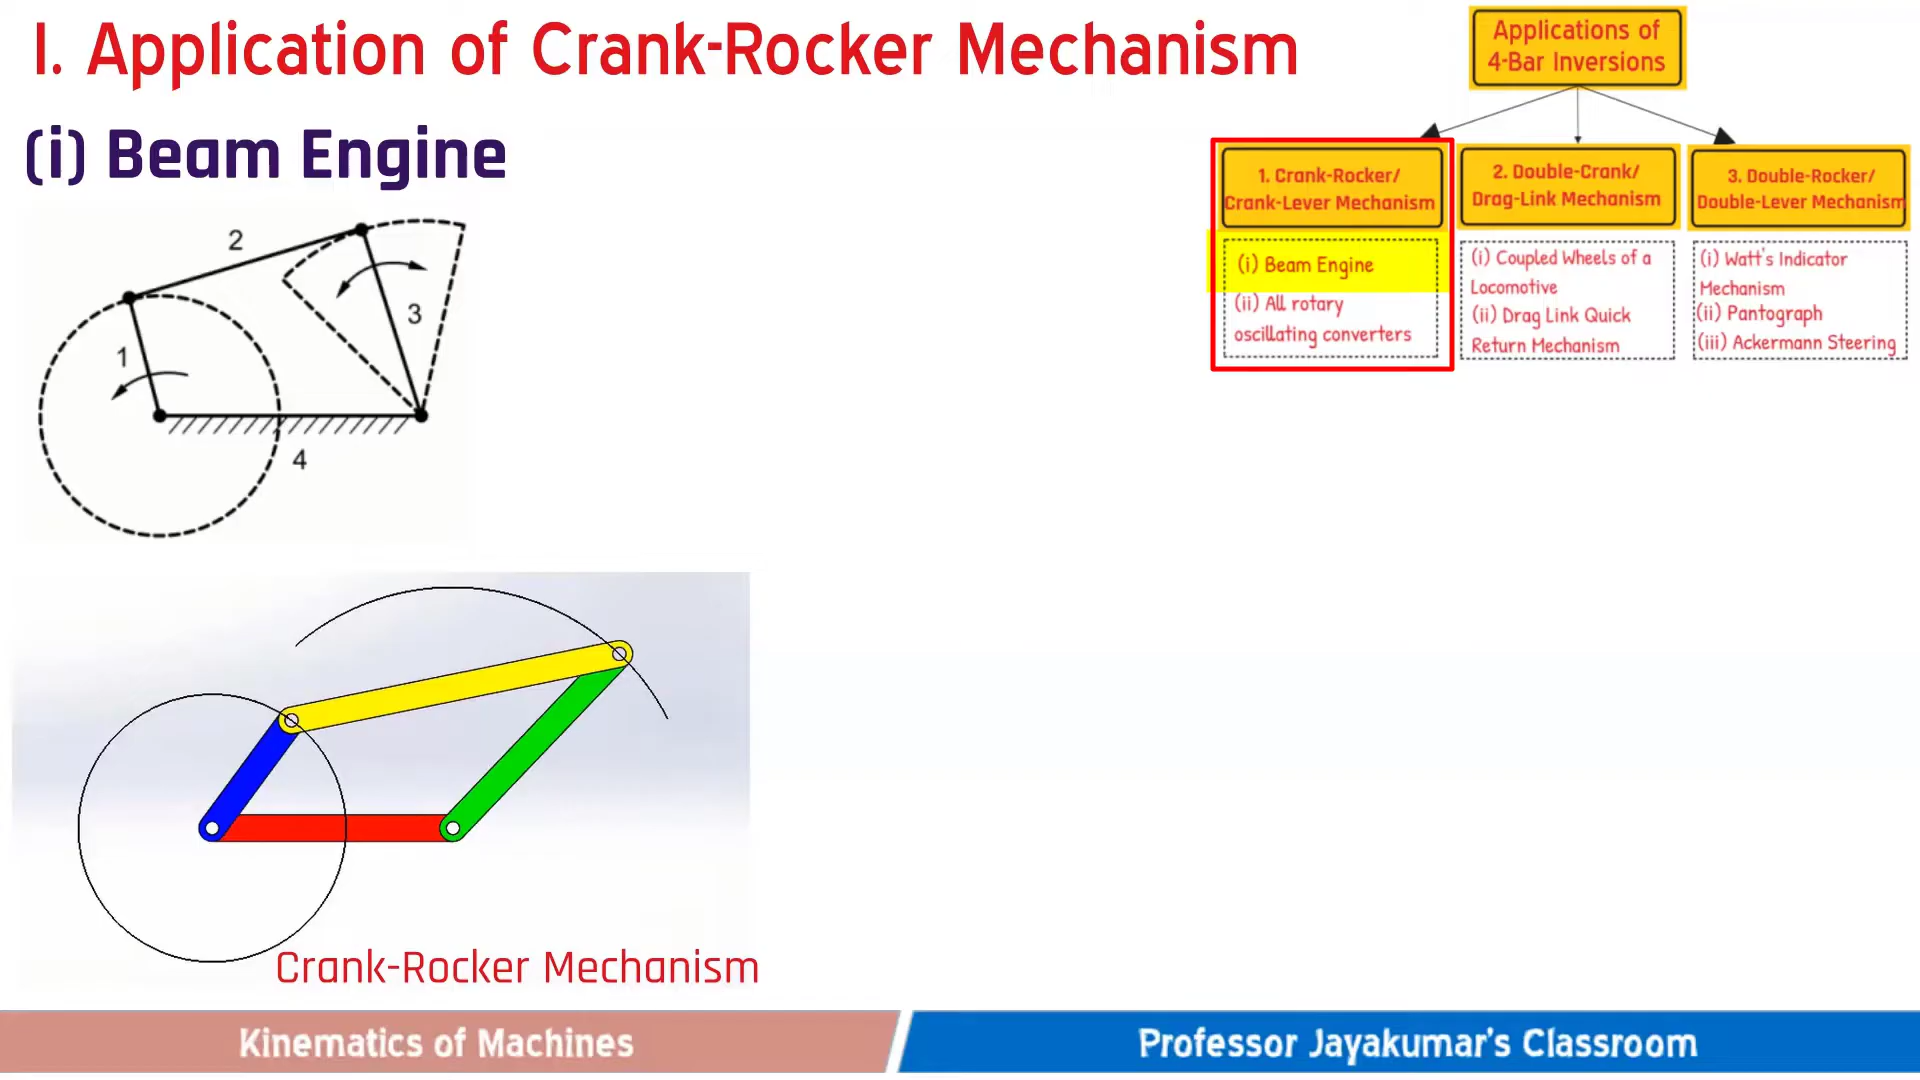 I. Application of Crank-Rocker Mechanism
(i) Beam Engine
2
3
1
4
Crank-Rocker Mechanism
Applications of
4-Bar Inversions
1. Crank-Rocker/
Crank-Lever Mechanism
(i) Beam Engine
(ii) All rotary
oscillating converters
2. Double-Crank/
Drag-Link Mechanism
(i) Coupled Wheels of a
Locomotive
(ii) Drag Link Quick
Return Mechanism
3. Double-Rocker/
Double-Lever Mechanism
(i) Watt's Indicator
Mechanism
(ii) Pantograph
(iii) Ackermann Steering
Kinematics of Machines
Professor Jayakumar's Classroom